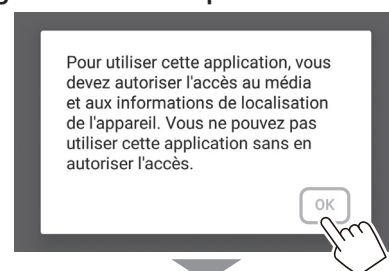 Pour utiliser cette application, vous
devez autoriser l'accès au média
et aux informations de localisation
de l'appareil. Vous ne pouvez pas
utiliser cette application sans en
autoriser l'accès.
OK